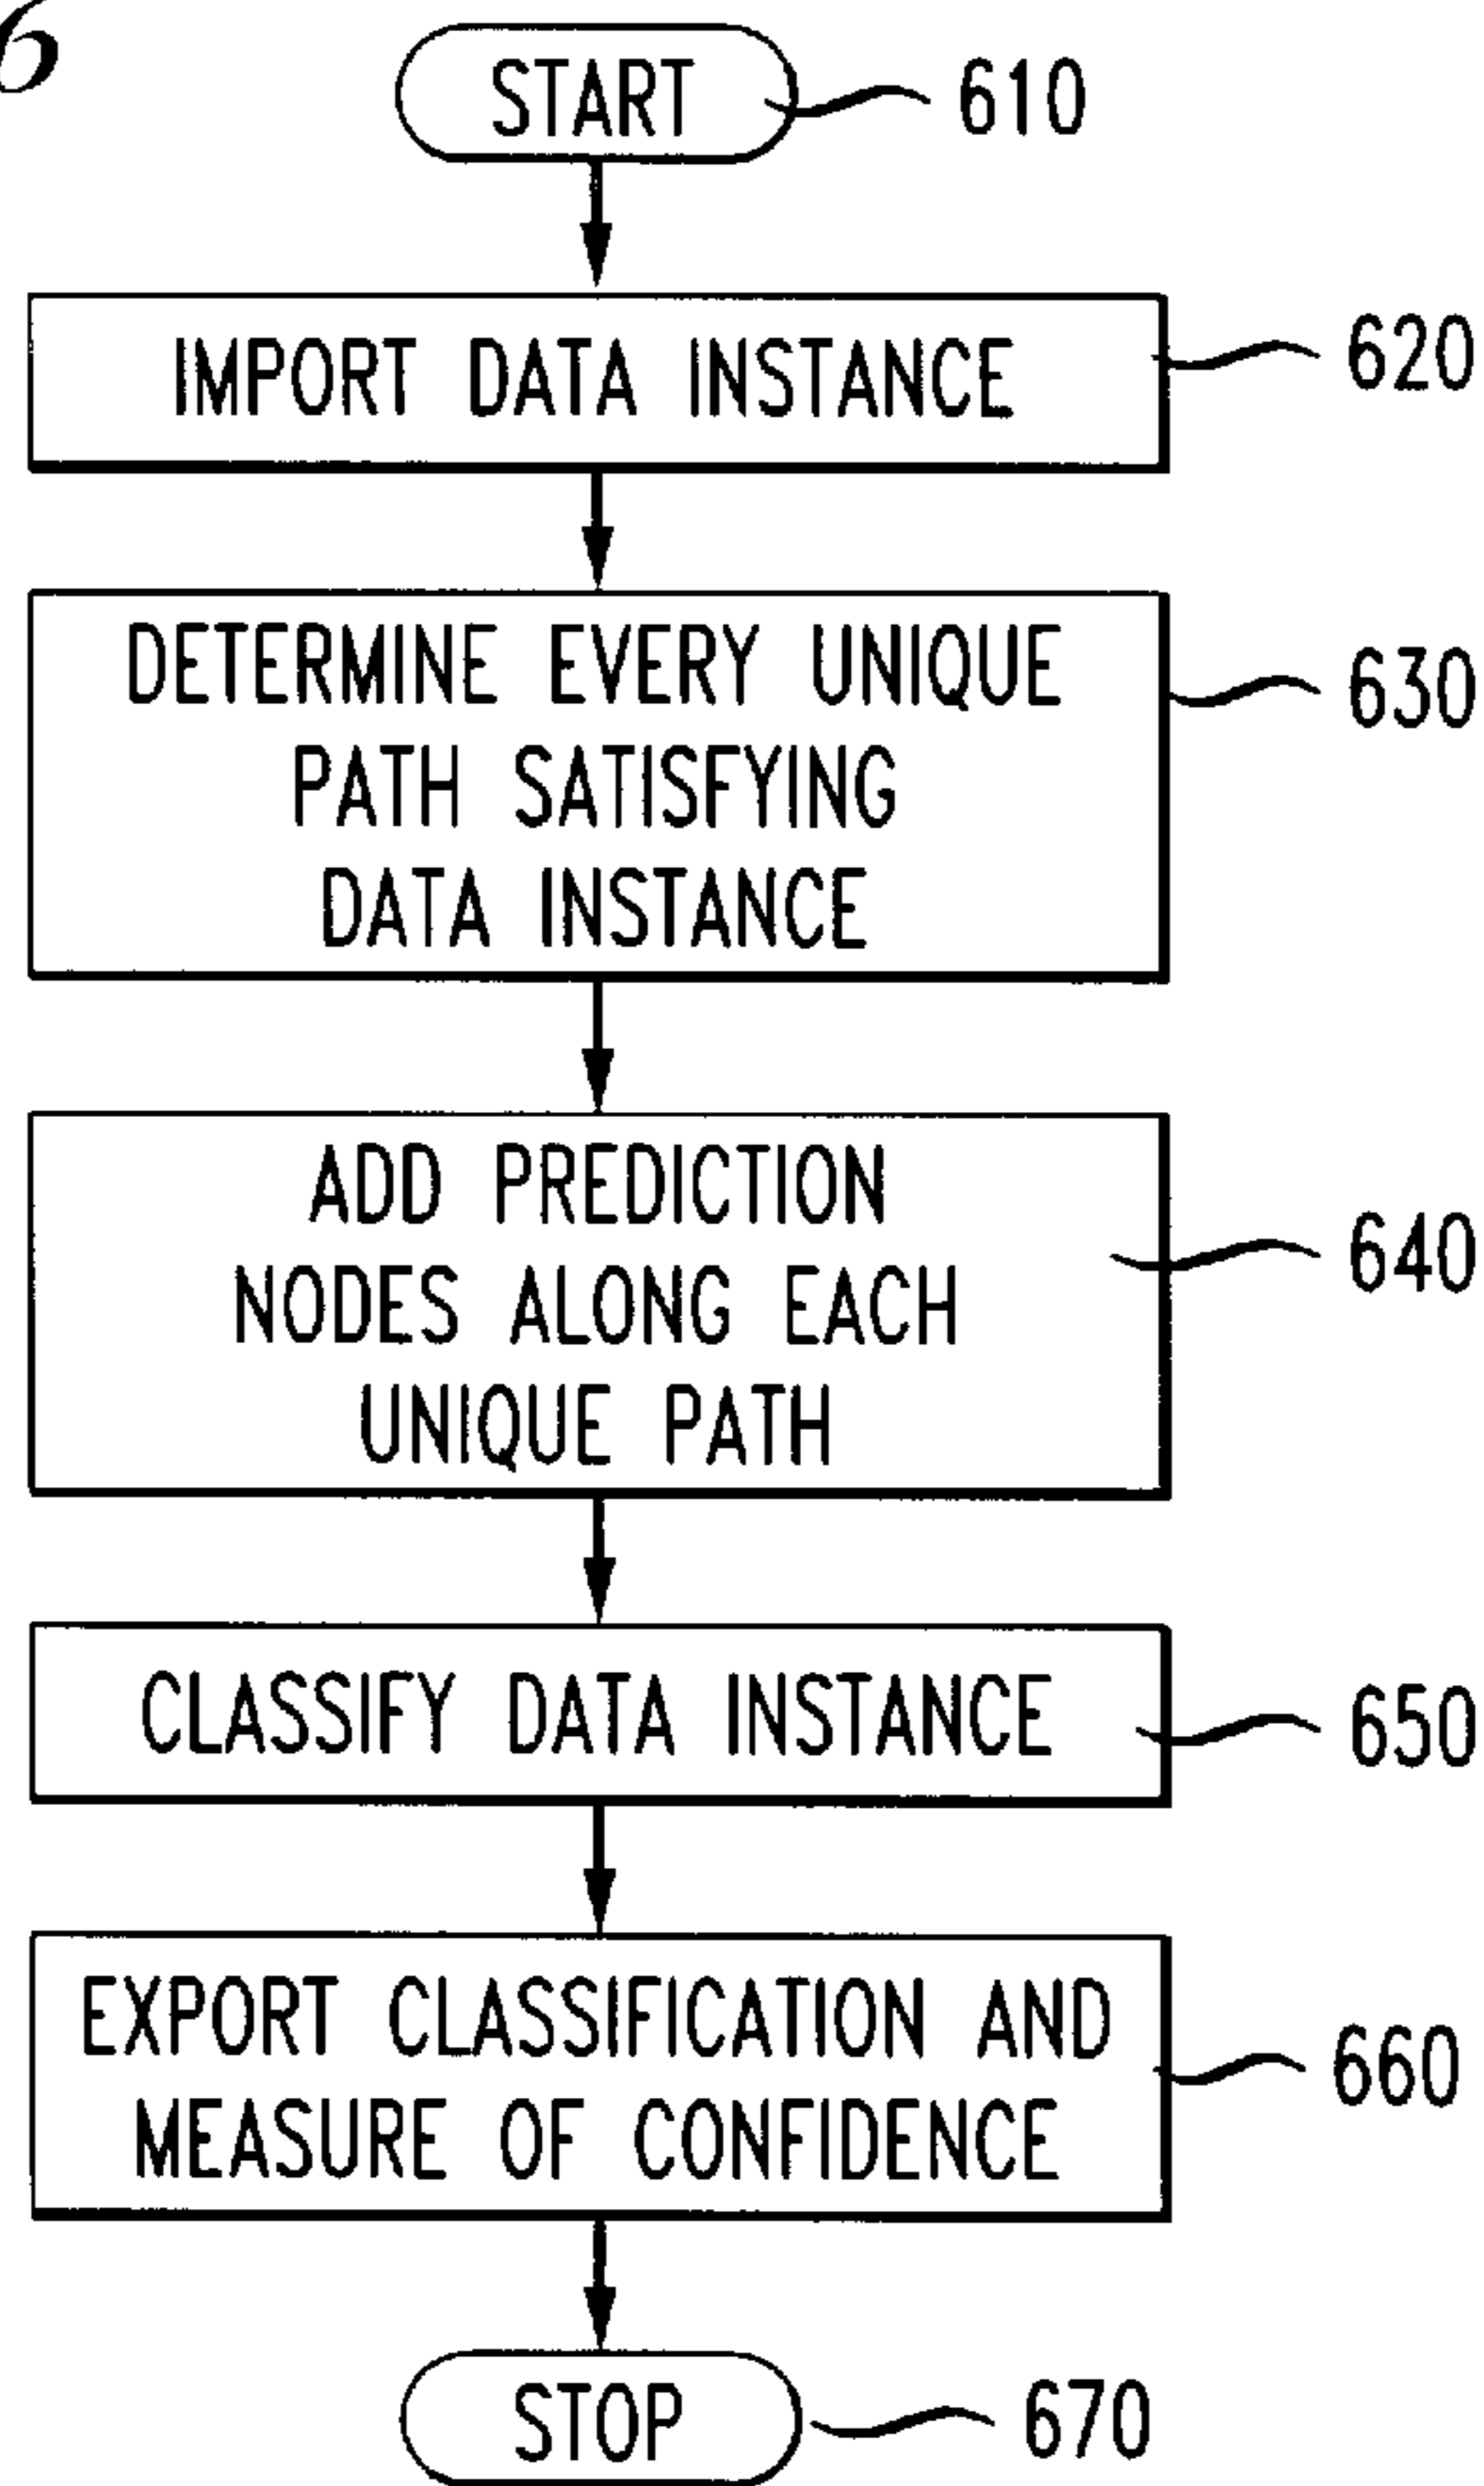 6
START
610
IMPORT DATA INSTANCE
620
DETERMINE EVERY UNIQUE
PATH SATISFYING
DATA INSTANCE
630
ADD PREDICTION
NODES ALONG EACH
UNIQUE PATH
640
CLASSIFY DATA INSTANCE
650
EXPORT CLASSIFICATION AND
MEASURE OF CONFIDENCE
660
STOP
670